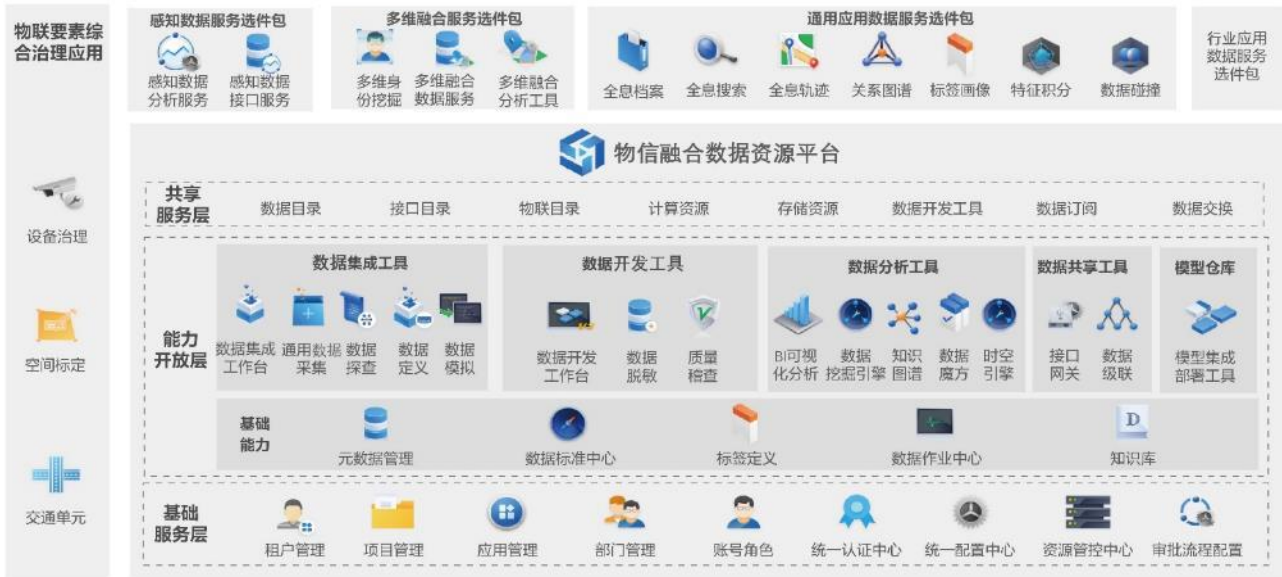 物联要素综
合治理应用
设备治理
空间标定
交通单元
感知数据服务选件包
感知数据
分析服务
感知数据
接口服务
多维融合服务选件包
多维身
份挖掘
多维融合
数据服务
多维融合
分析工具
通用应用数据服务选件包
全息档案
全息搜索
全息轨迹
关系图谱
标签画像
特征积分
数据碰撞
行业应用
数据服务
选件包
物信融合数据资源平台
共享
服务层
数据目录
接口目录
物联目录
计算资源
存储资源
数据开发工具
数据订阅
数据交换
能力
开放层
数据集成工具
数据集成
工作台
通用数据
采集
数据
探查
数据
定义
数据
模拟
数据开发工具
数据开发
工作台
数据
脱敏
质量
稽查
数据分析工具
BI可视
化分析
数据
挖掘引擎
知识
图谱
数据
魔方
时空
引擎
数据共享工具
接口
网关
数据
级联
模型仓库
模型集成
部署工具
基础
能力
元数据管理
数据标准中心
标签定义
数据作业中心
D
知识库
基础
服务层
租户管理
项目管理
应用管理
部门管理
账号角色
统一认证中心
统一配置中心
资源管控中心
审批流程配置